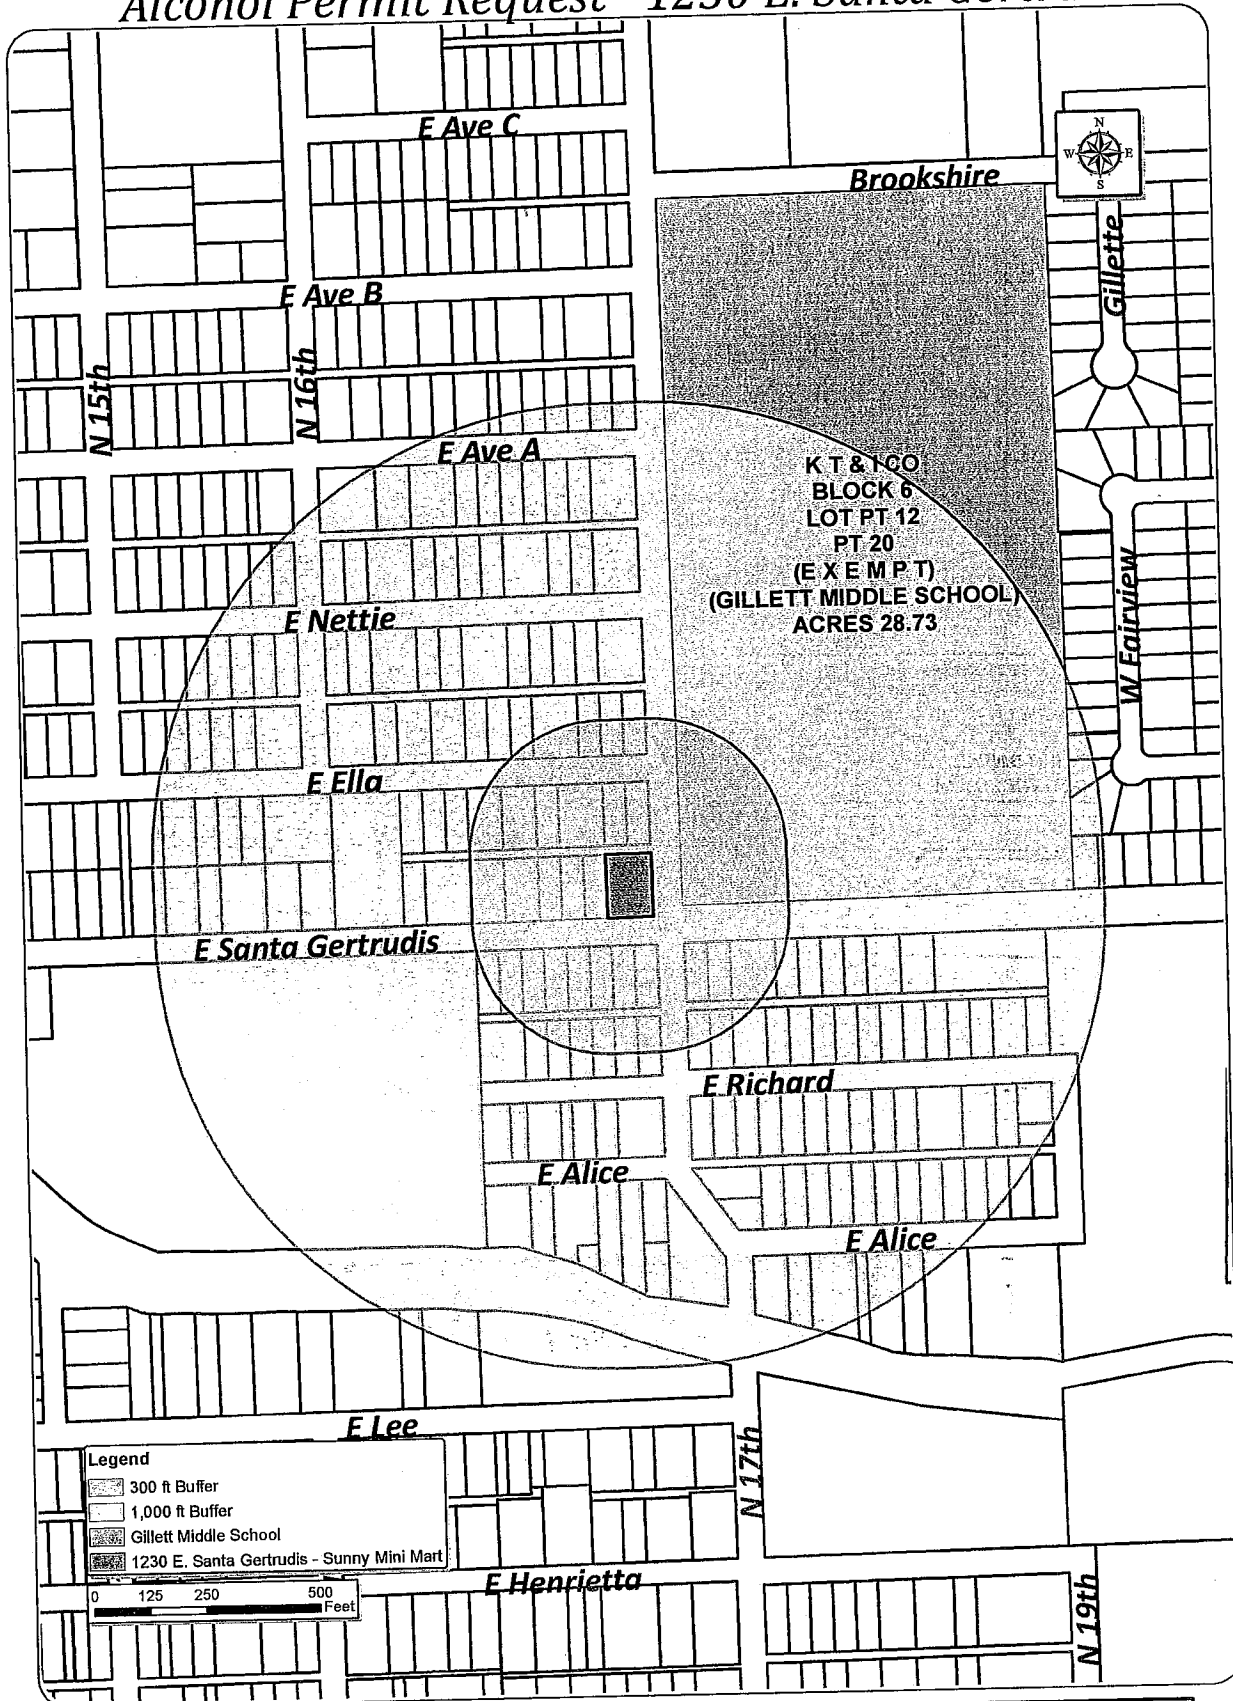 Alcohol Permit Request - 1230 E. Santa Gertrudis
E Ave C
N
W E
S
Brookshire
Gillette
E Ave B
N 15th
N 16th
E Ave A
K T & I CO
BLOCK 6
LOT PT 12
PT 20
(E X E M P T)
(GILLETT MIDDLE SCHOOL)
ACRES 28.73
E Nettie
W Fairview
E Ella
E Santa Gertrudis
E Richard
E Alice
E Alice
E Lee
N 17th
Legend
300 ft Buffer
1,000 ft Buffer
Gillett Middle School
1230 E. Santa Gertrudis - Sunny Mini Mart
0 125 250 500
Feet
E Henrietta
N 19th